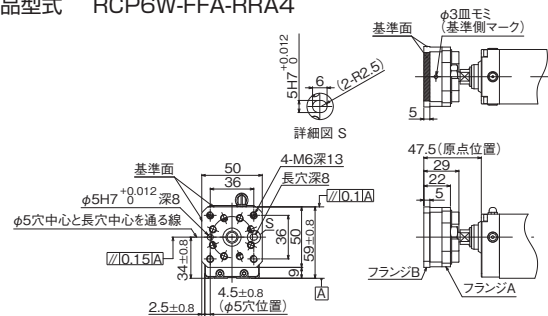 品型式 RCP6W-FFA-RRA4
φ3皿モミ
(基準側マーク)
基準面
5
5H7 +0.012 0
6
(2-R2.5)
詳細図 S
47.5(原点位置)
29
22
5
フランジB
フランジA
基準面
50
36
4-M6深13
長穴深8
φ5H7 +0.012 0 深8
φ5穴中心と長穴中心を通る線
//0.1A
//0.15A
S
36
50
59±0.8
34±0.8
9
A
4.5±0.8
(φ5穴位置)
2.5±0.8